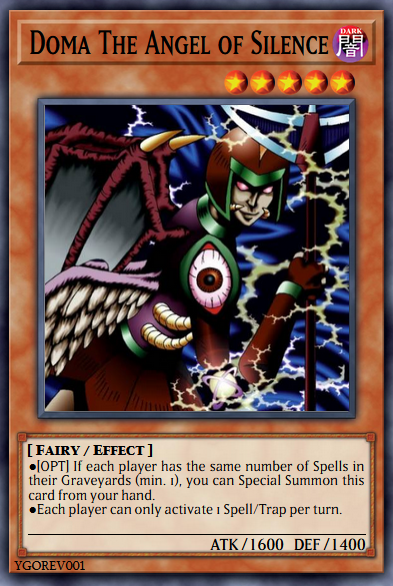 Doma The Angel of Silence
DARK
闇
[ Fairy / Effect ]
●[OPT] If each player has the same number of Spells in
their Graveyards (min. 1), you can Special Summon this
card from your hand.
●Each player can only activate 1 Spell/Trap per turn.
ATK/1600 DEF/1400
YGOREV001